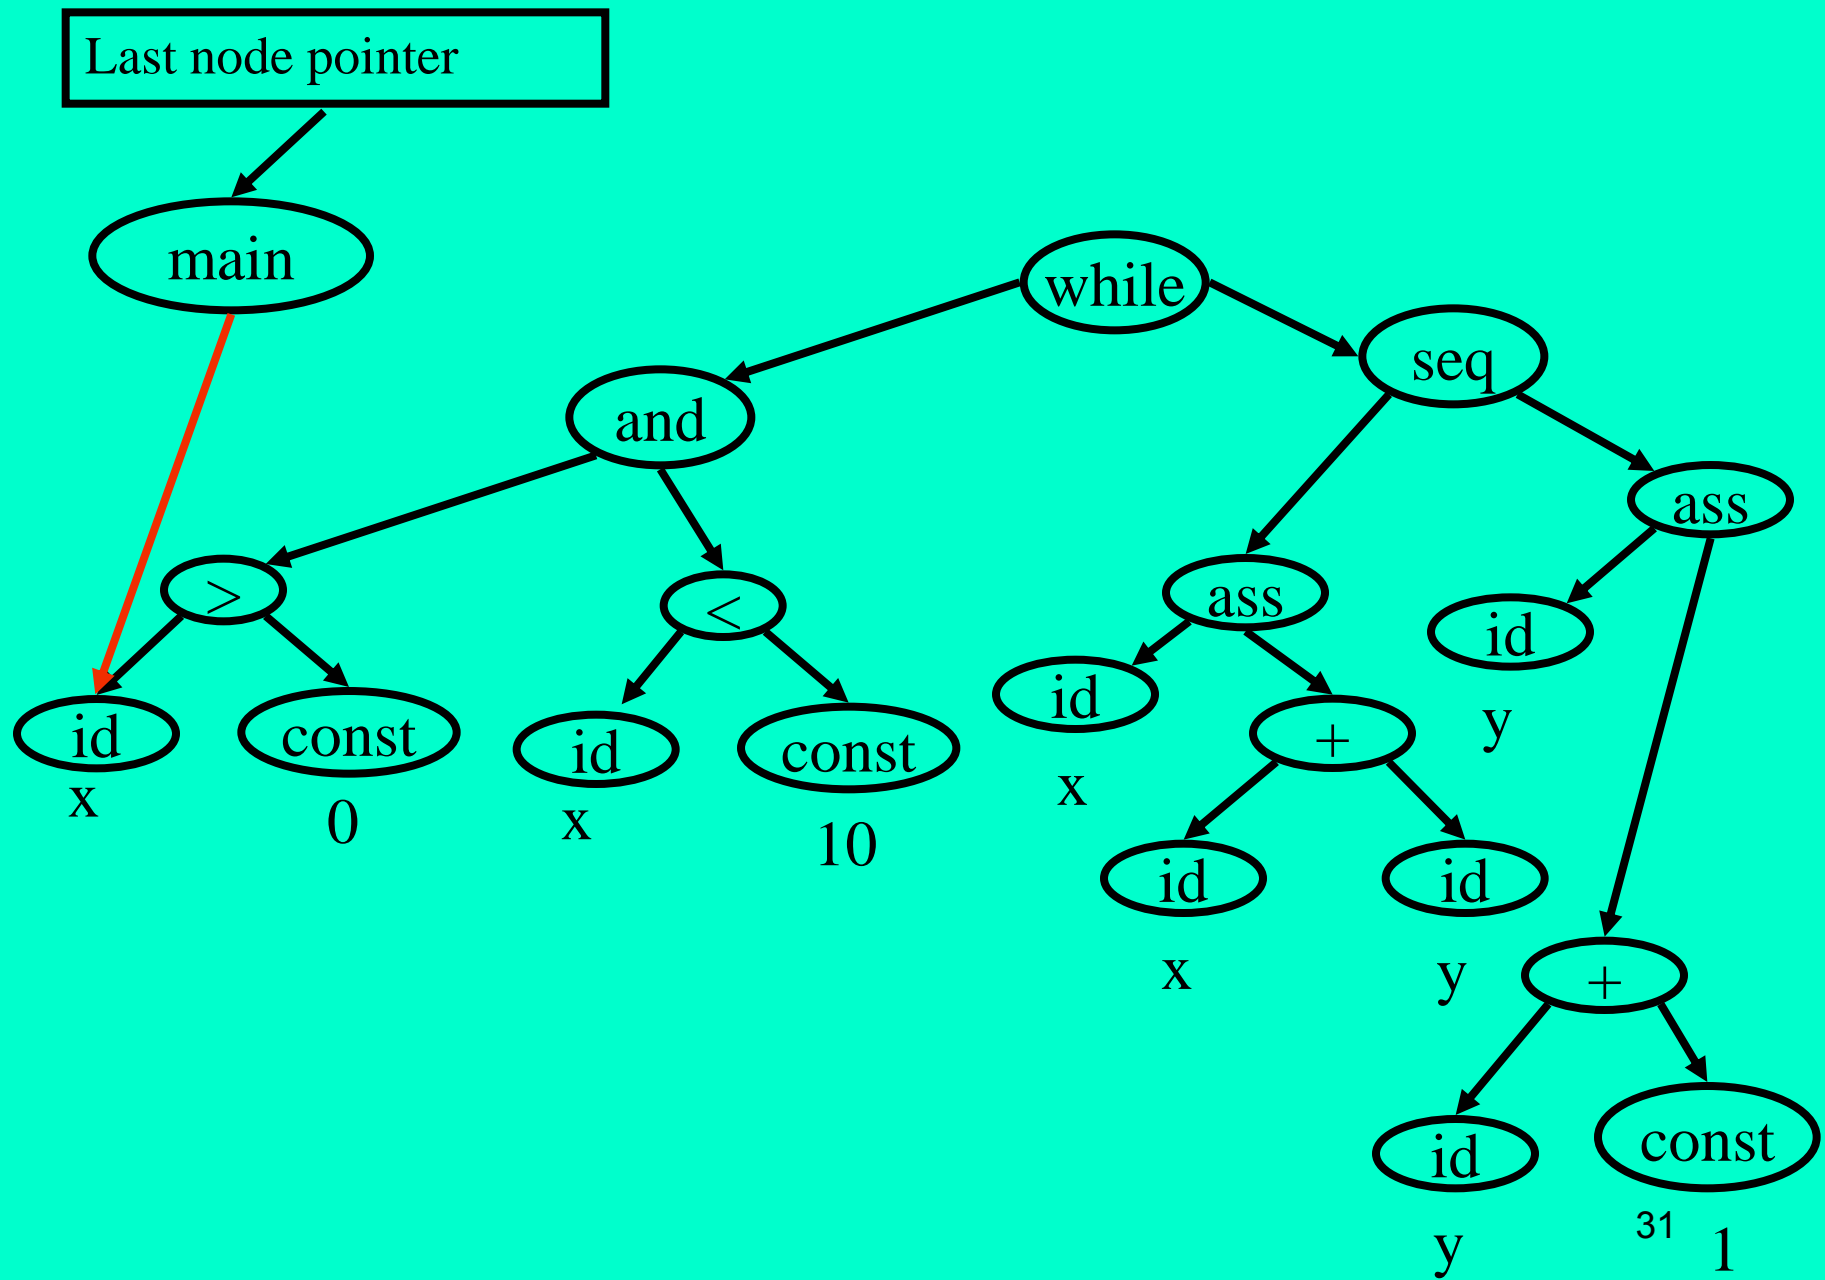 Last node pointer
main
while
seq
and
ass
>
<
ass
id
id
const
id
const
id
+
y
x
0
x
10
x
id
id
x
y
+
id
const
y
31
1